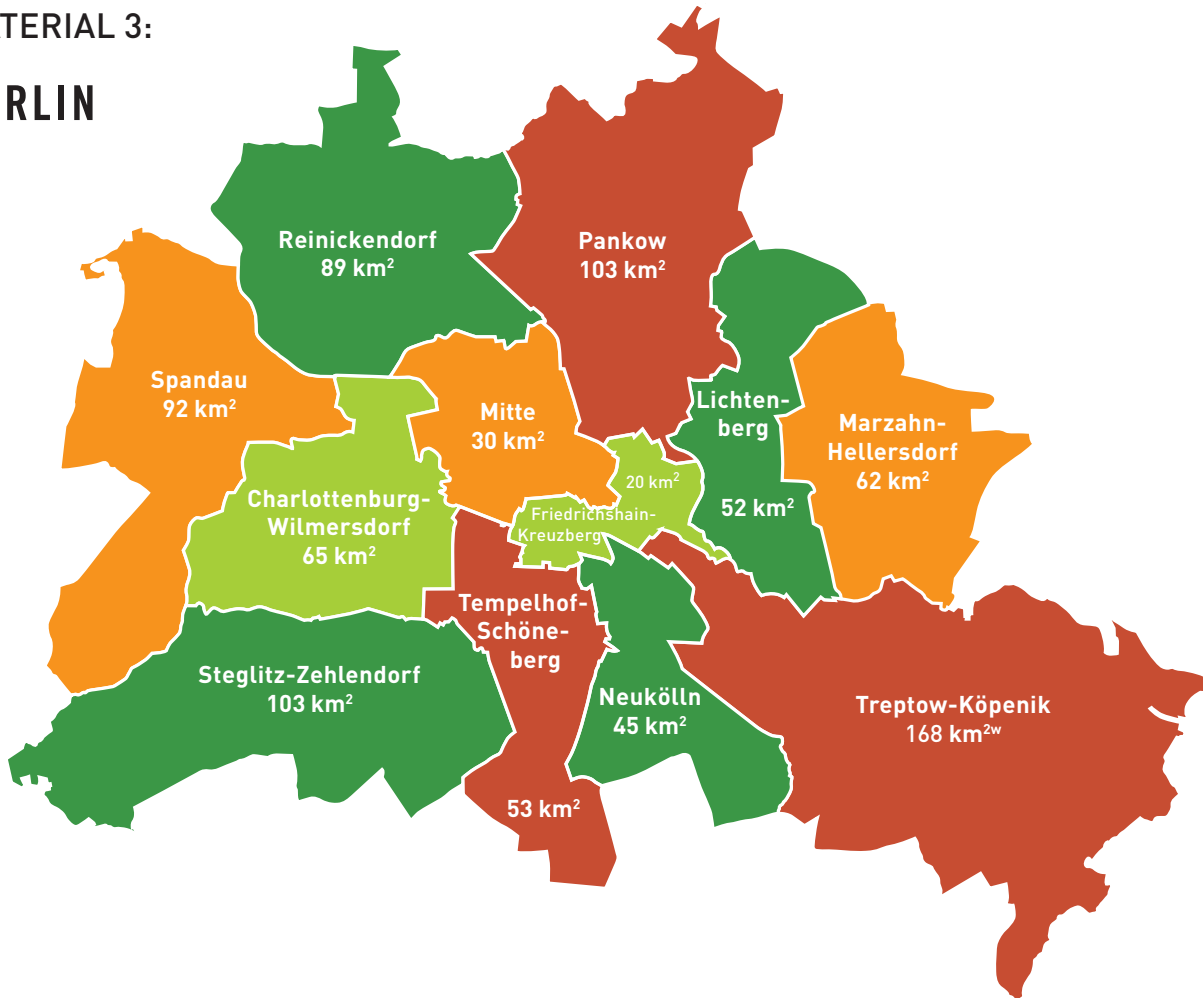 TERIAL 3:
RLIN
Reinickendorf
89 km²
Pankow
103 km²
Spandau
92 km²
Mitte
30 km²
Lichten-
berg
52 km²
Marzahn-
Hellersdorf
62 km²
Charlottenburg-
Wilmersdorf
65 km²
20 km²
Friedrichshain-
Kreuzberg
Tempelhof-
Schöne-
berg
53 km²
Steglitz-Zehlendorf
103 km²
Neukölln
45 km²
Treptow-Köpenik
168 km²ʷ